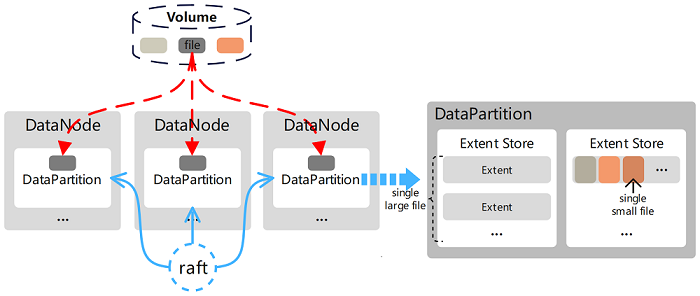 Volume
file
DataNode
DataNode
DataNode
DataPartition
DataPartition
DataPartition
...
...
...
raft
single
large file
DataPartition
Extent Store
Extent
Extent
...
Extent Store
...
single
small file
...